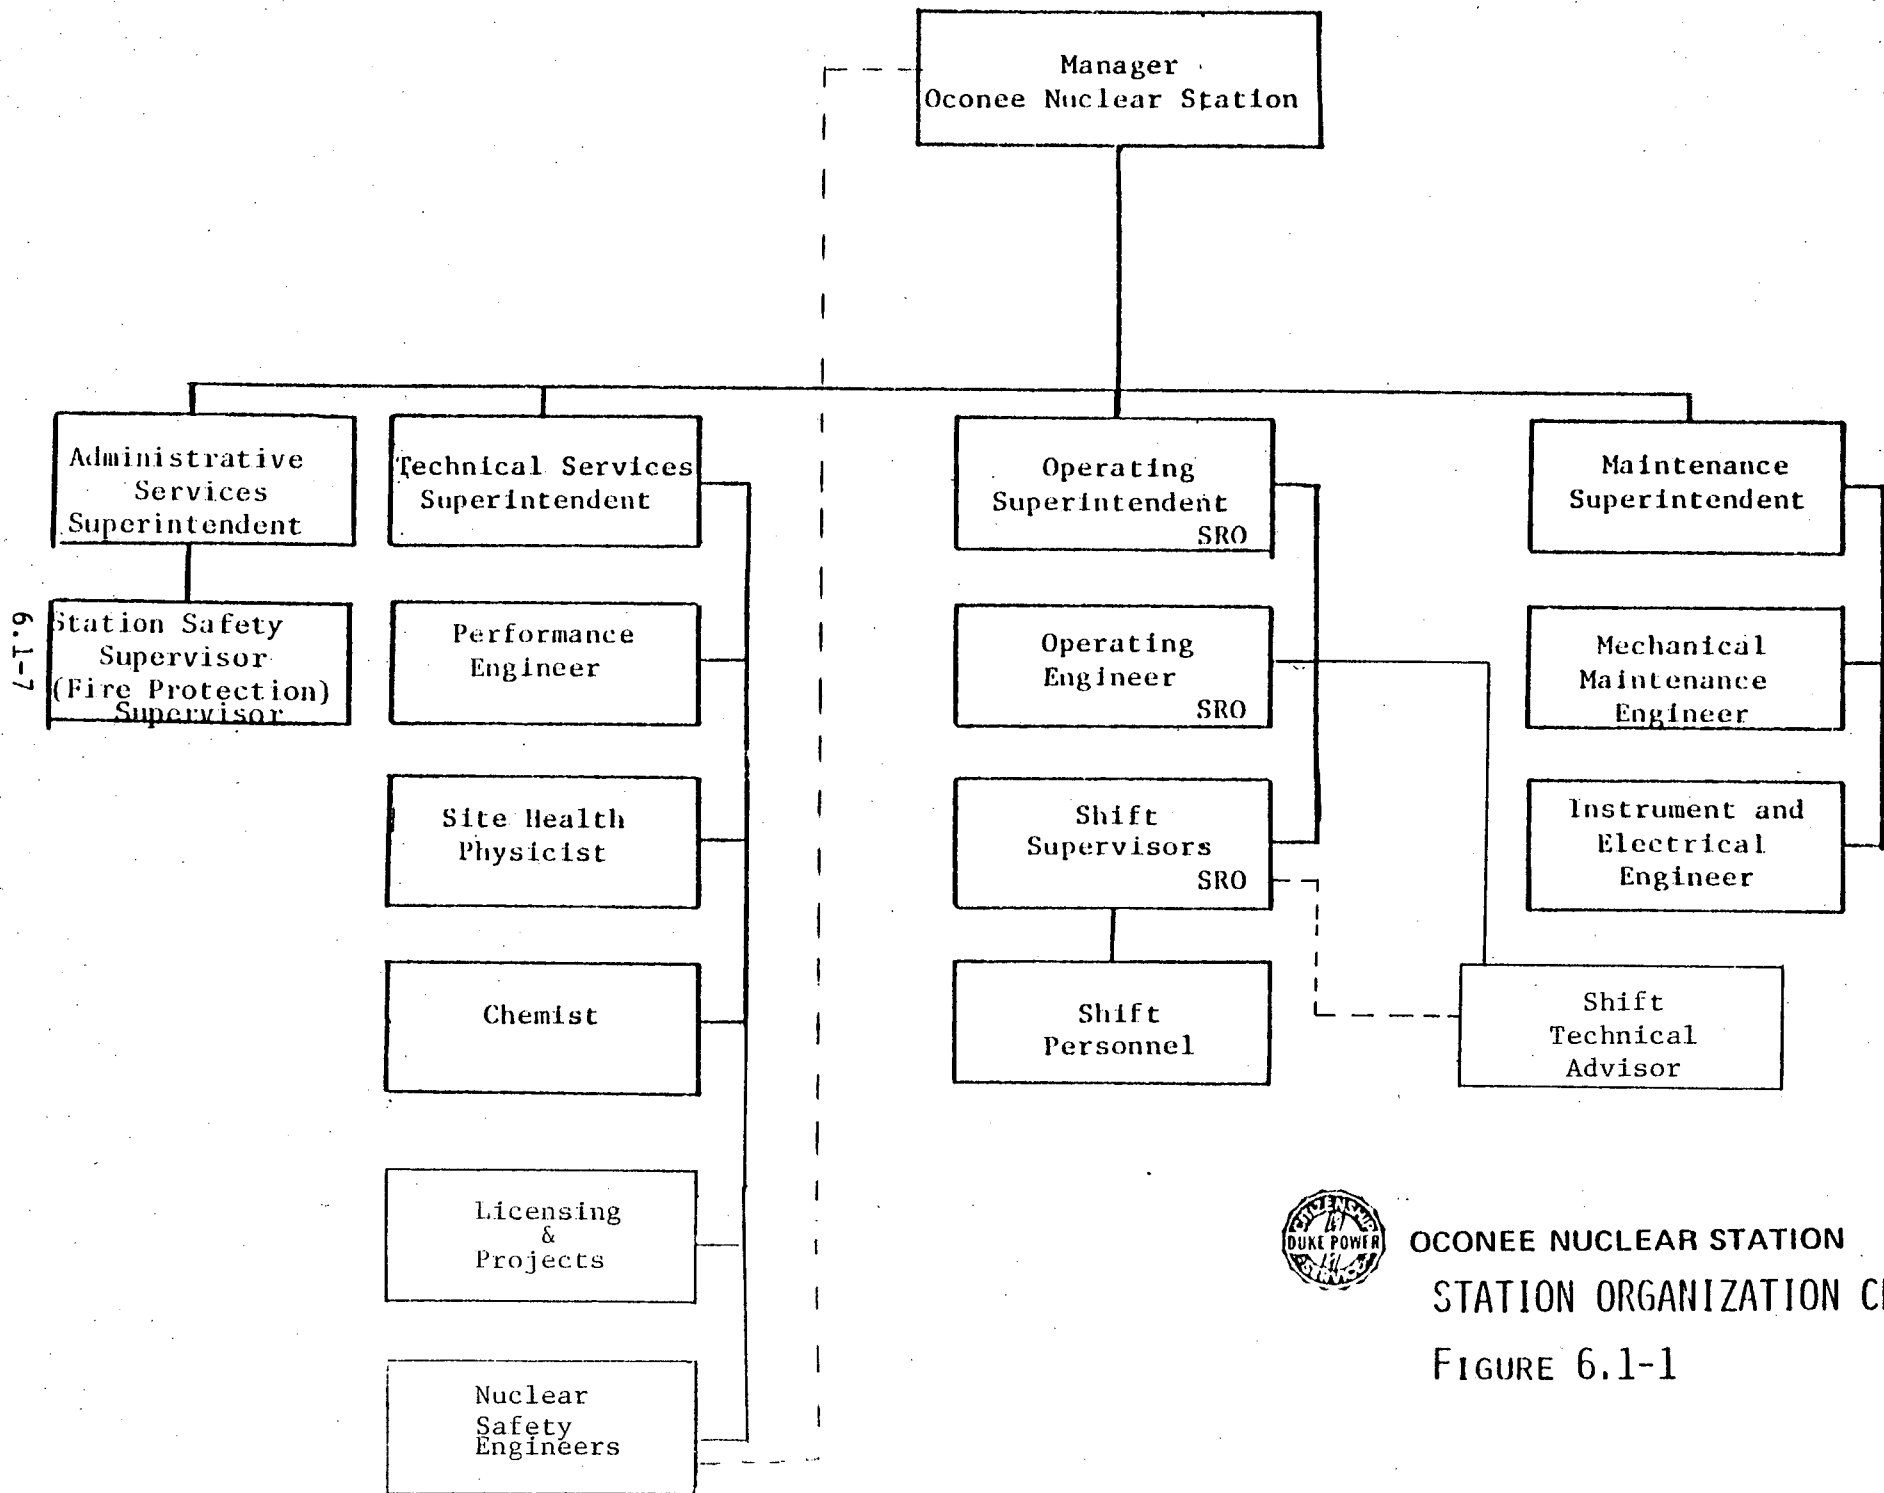 Manager
Oconee Nuclear Station
Administrative
Services
Superintendent
Technical Services
Superintendent
Operating
Superintendent
SRO
Maintenance
Superintendent
Station Safety
Supervisor
(Fire Protection)
Supervisor
Performance
Engineer
Operating
Engineer
SRO
Mechanical
Maintenance
Engineer
Site Health
Physicist
Shift
Supervisors
SRO
Instrument and
Electrical
Engineer
Chemist
Shift
Personnel
Shift
Technical
Advisor
Licensing
&
Projects
Nuclear
Safety
Engineers
6.1-7
CITIZENSHIP
DUKE POWER
SERVICE
OCONEE NUCLEAR STATION
STATION ORGANIZATION
FIGURE 6.1-1